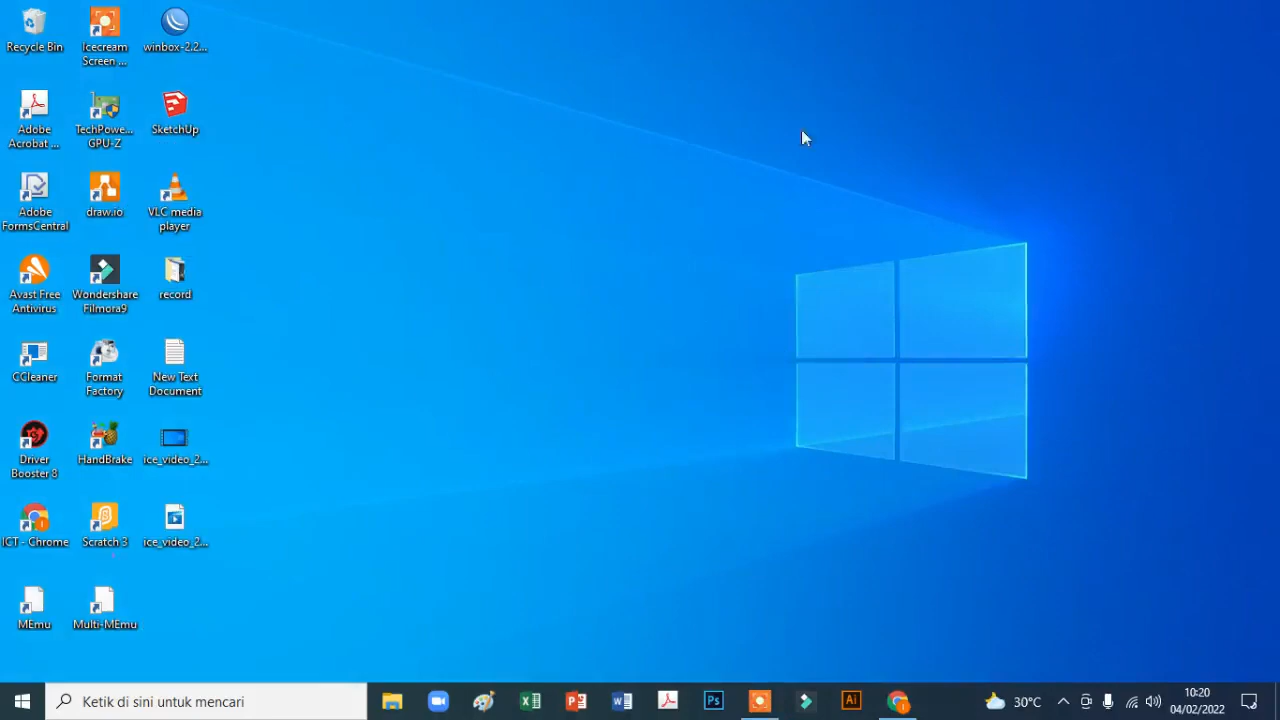 Recycle Bin
Icecream
Screen ...
winbox-2.2...
Adobe
Acrobat ...
TechPowe...
GPU-Z
SketchUp
Adobe
FormsCentral
draw.io
VLC media
player
Avast Free
Antivirus
Wondershare
Filmora9
record
CCleaner
Format
Factory
New Text
Document
Driver
Booster 8
HandBrake
ice_video_2...
ICT - Chrome
Scratch 3
ice_video_2...
MEmu
Multi-MEmu
Ketik di sini untuk mencari
Ps
Ai
30°C
10:20
04/02/2022